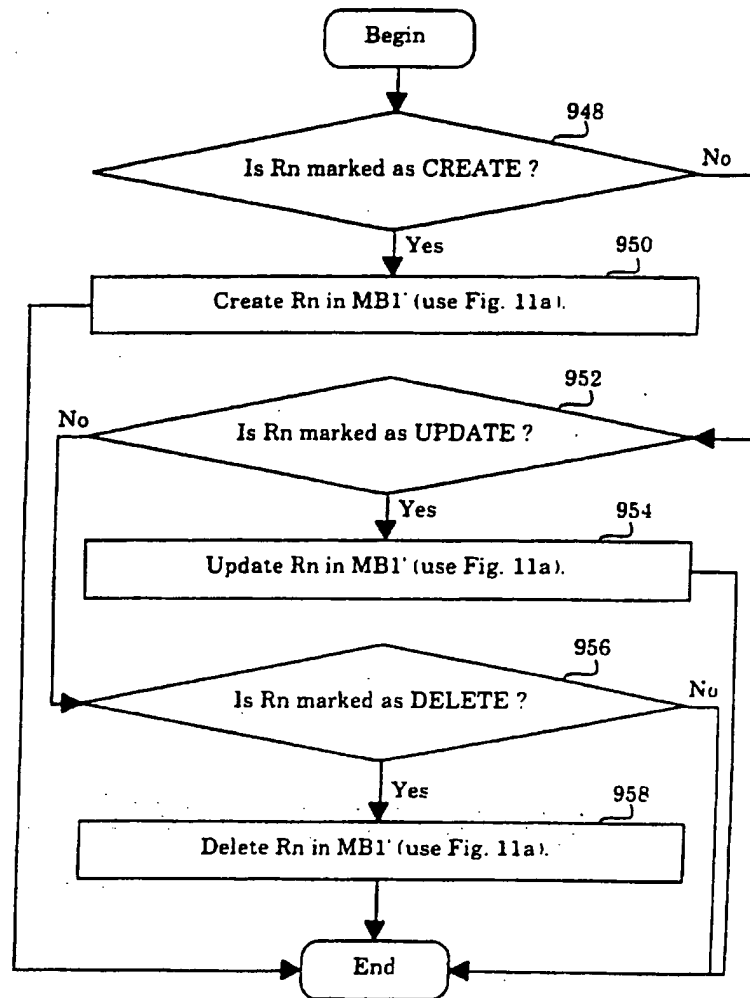 Begin
948
Is Rn marked as CREATE ?
No
Yes
950
Create Rn in MB1' (use Fig. 11a).
952
No
Is Rn marked as UPDATE ?
Yes
954
Update Rn in MB1' (use Fig. 11a).
956
Is Rn marked as DELETE ?
No
Yes
958
Delete Rn in MB1' (use Fig. 11a).
End